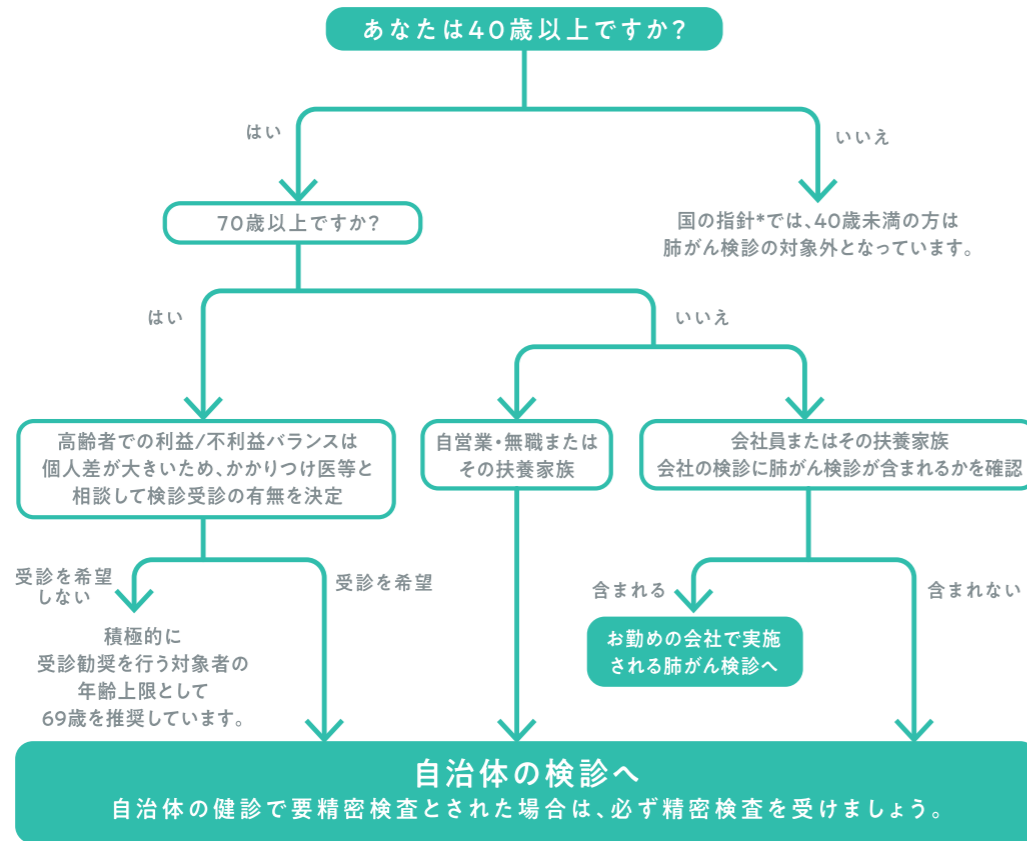 あなたは40歳以上ですか?
はい
いいえ
70歳以上ですか?
国の指針*では、40歳未満の方は
肺がん検診の対象外となっています。
はい
いいえ
高齢者での利益/不利益バランスは
個人差が大きいため、かかりつけ医等と
相談して検診受診の有無を決定
自営業・無職または
その扶養家族
会社員またはその扶養家族
会社の検診に肺がん検診が含まれるかを確認
受診を希望
しない
受診を希望
含まれる
含まれない
積極的に
受診勧奨を行う対象者の
年齢上限として
69歳を推奨しています。
お勤めの会社で実施
される肺がん検診へ
自治体の検診へ
自治体の健診で要精密検査とされた場合は、必ず精密検査を受けましょう。